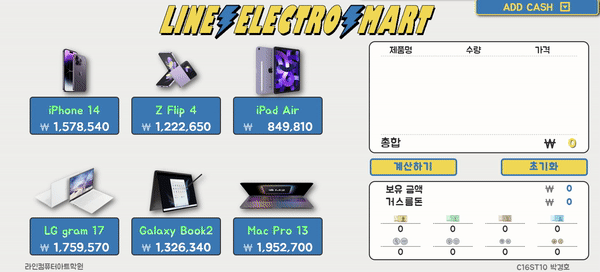 LINE ELECTRO MART
ADD CASH
iPhone 14
₩ 1,578,540
Z Flip 4
₩ 1,222,650
iPad Air
₩ 849,810
LG gram 17
₩ 1,759,570
Galaxy Book2
₩ 1,326,340
Mac Pro 13
₩ 1,952,700
제품명 수량 가격
총합 ₩ 0
계산하기 초기화
보유 금액 ₩ 0
거스름돈 ₩ 0
0 0 0 0
0 0 0 0
라인컴퓨터아트학원
C16ST10 박경호